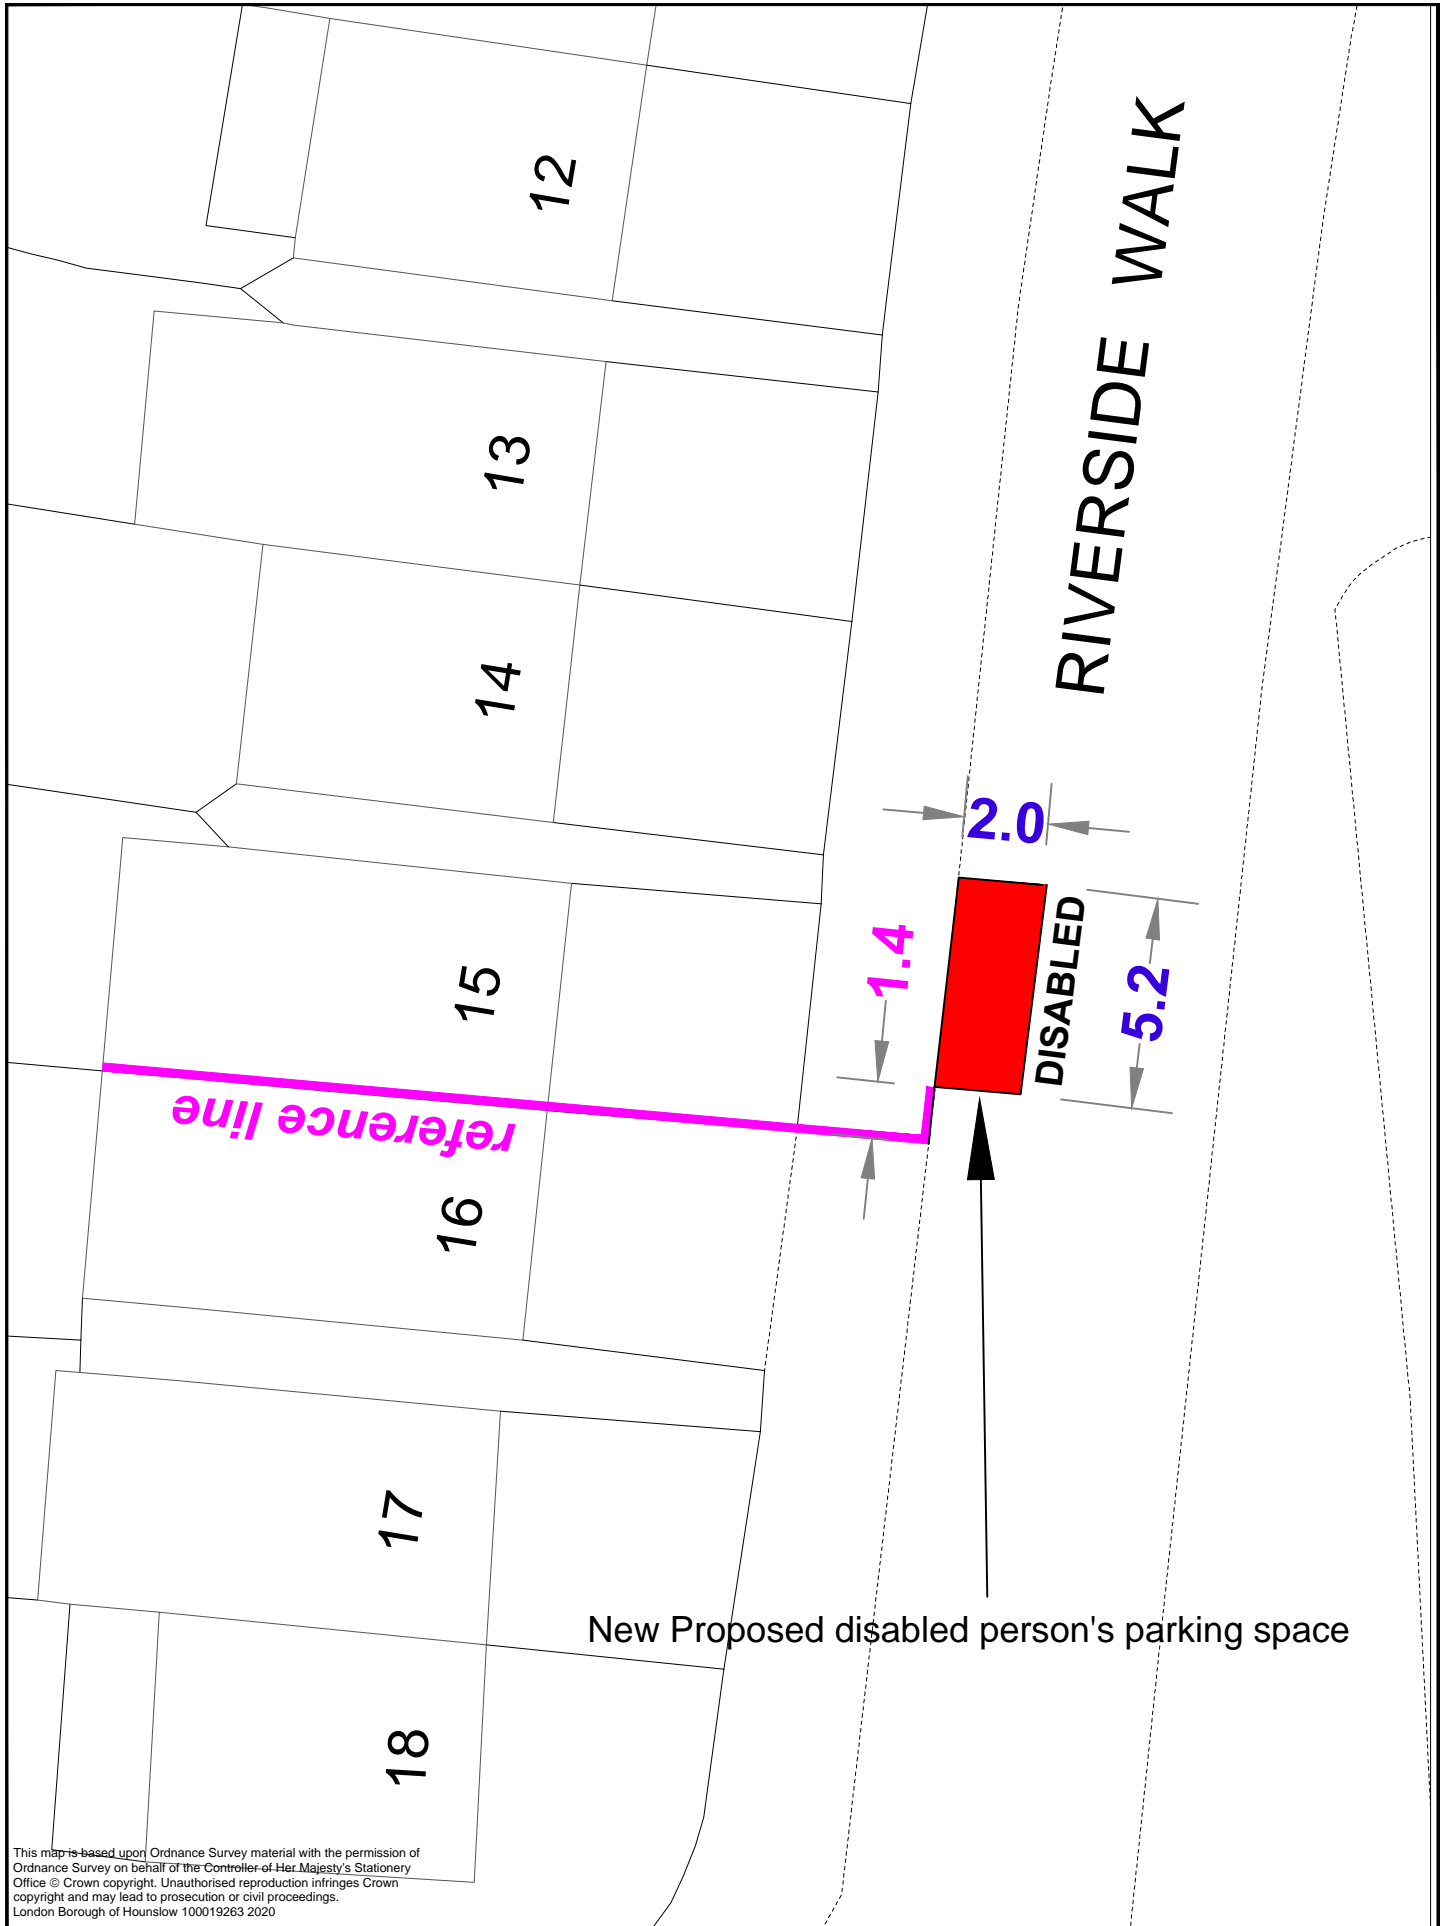 12
RIVERSIDE WALK
13
14
2.0
1.4
DISABLED
5.2
15
reference line
16
17
New Proposed disabled person's parking space
18
This map is based upon Ordnance Survey material with the permission of
Ordnance Survey on behalf of the Controller of Her Majesty's Stationery
Office © Crown copyright. Unauthorised reproduction infringes Crown
copyright and may lead to prosecution or civil proceedings.
London Borough of Hounslow 100019263 2020